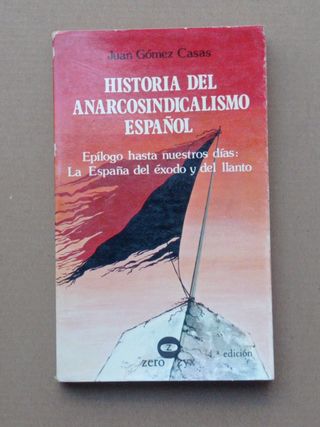 Juan Gómez Casas
HISTORIA DEL
ANARCOSINDICALISMO
ESPAÑOL
Epílogo hasta nuestros días:
La España del éxodo y del llanto
z
zero zyx
4.ª edición